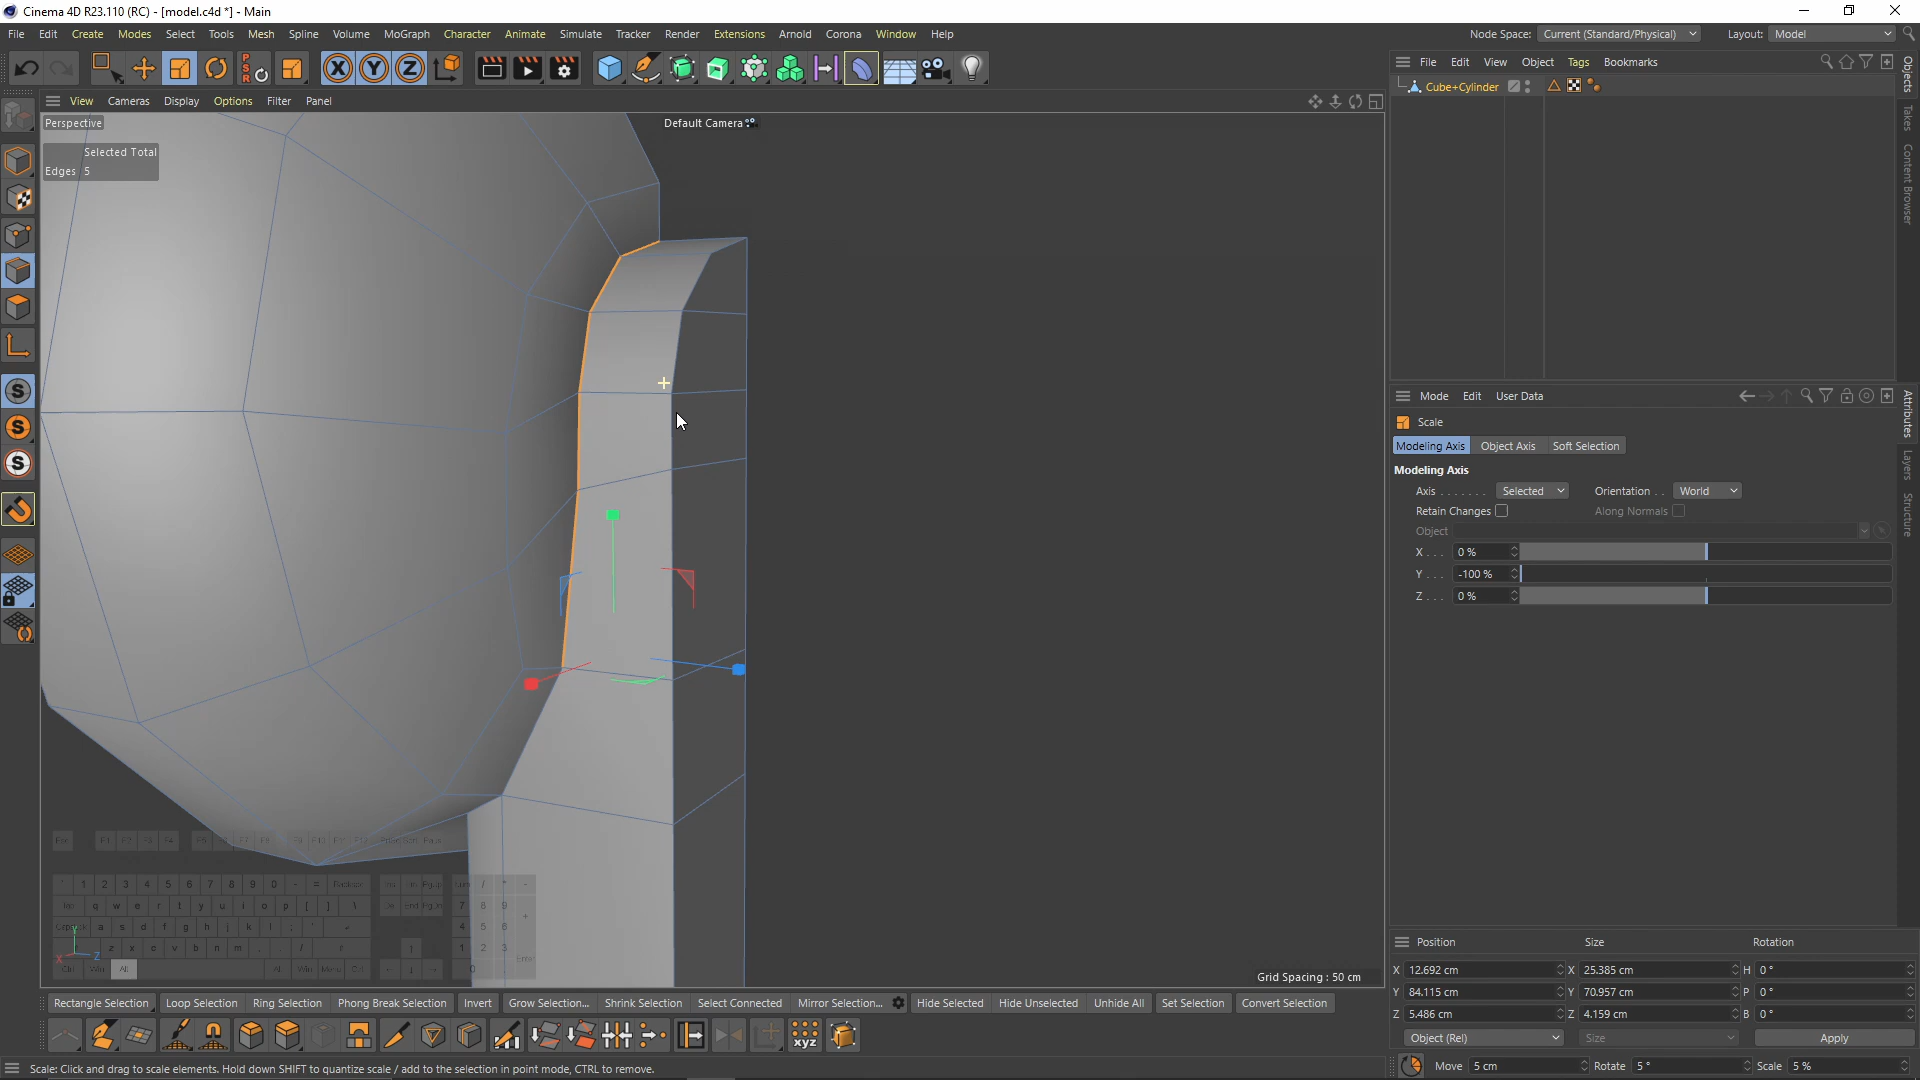 Cinema 4D R23.110 (RC) - [model.c4d *] - Main
File Edit Create Modes Select Tools Mesh Spline Volume MoGraph Character Animate Simulate Tracker Render Extensions Arnold Corona Window Help
Node Space: Current (Standard/Physical) Layout: Model
X Y Z
View Cameras Display Options Filter Panel
File Edit View Object Tags Bookmarks
Cube+Cylinder
Perspective
Default Camera
Selected Total
Edges 5
Objects
Takes
Content Browser
Mode Edit User Data
Scale
Modeling Axis Object Axis Soft Selection
Modeling Axis
Axis . . . . . . . Selected Orientation . . World
Retain Changes Along Normals
Object
X . . . 0 %
Y . . . -100 %
Z . . . 0 %
Attributes
Layers
Structure
Grid Spacing : 50 cm
Position Size Rotation
X 12.692 cm X 25.385 cm H 0 °
Y 84.115 cm Y 70.957 cm P 0 °
Z 5.486 cm Z 4.159 cm B 0 °
Object (Rel) Size Apply
Rectangle Selection Loop Selection Ring Selection Phong Break Selection Invert Grow Selection... Shrink Selection Select Connected Mirror Selection... Hide Selected Hide Unselected Unhide All Set Selection Convert Selection
xyz
Scale: Click and drag to scale elements. Hold down SHIFT to quantize scale / add to the selection in point mode, CTRL to remove.
Move 5 cm Rotate 5 ° Scale 5 %